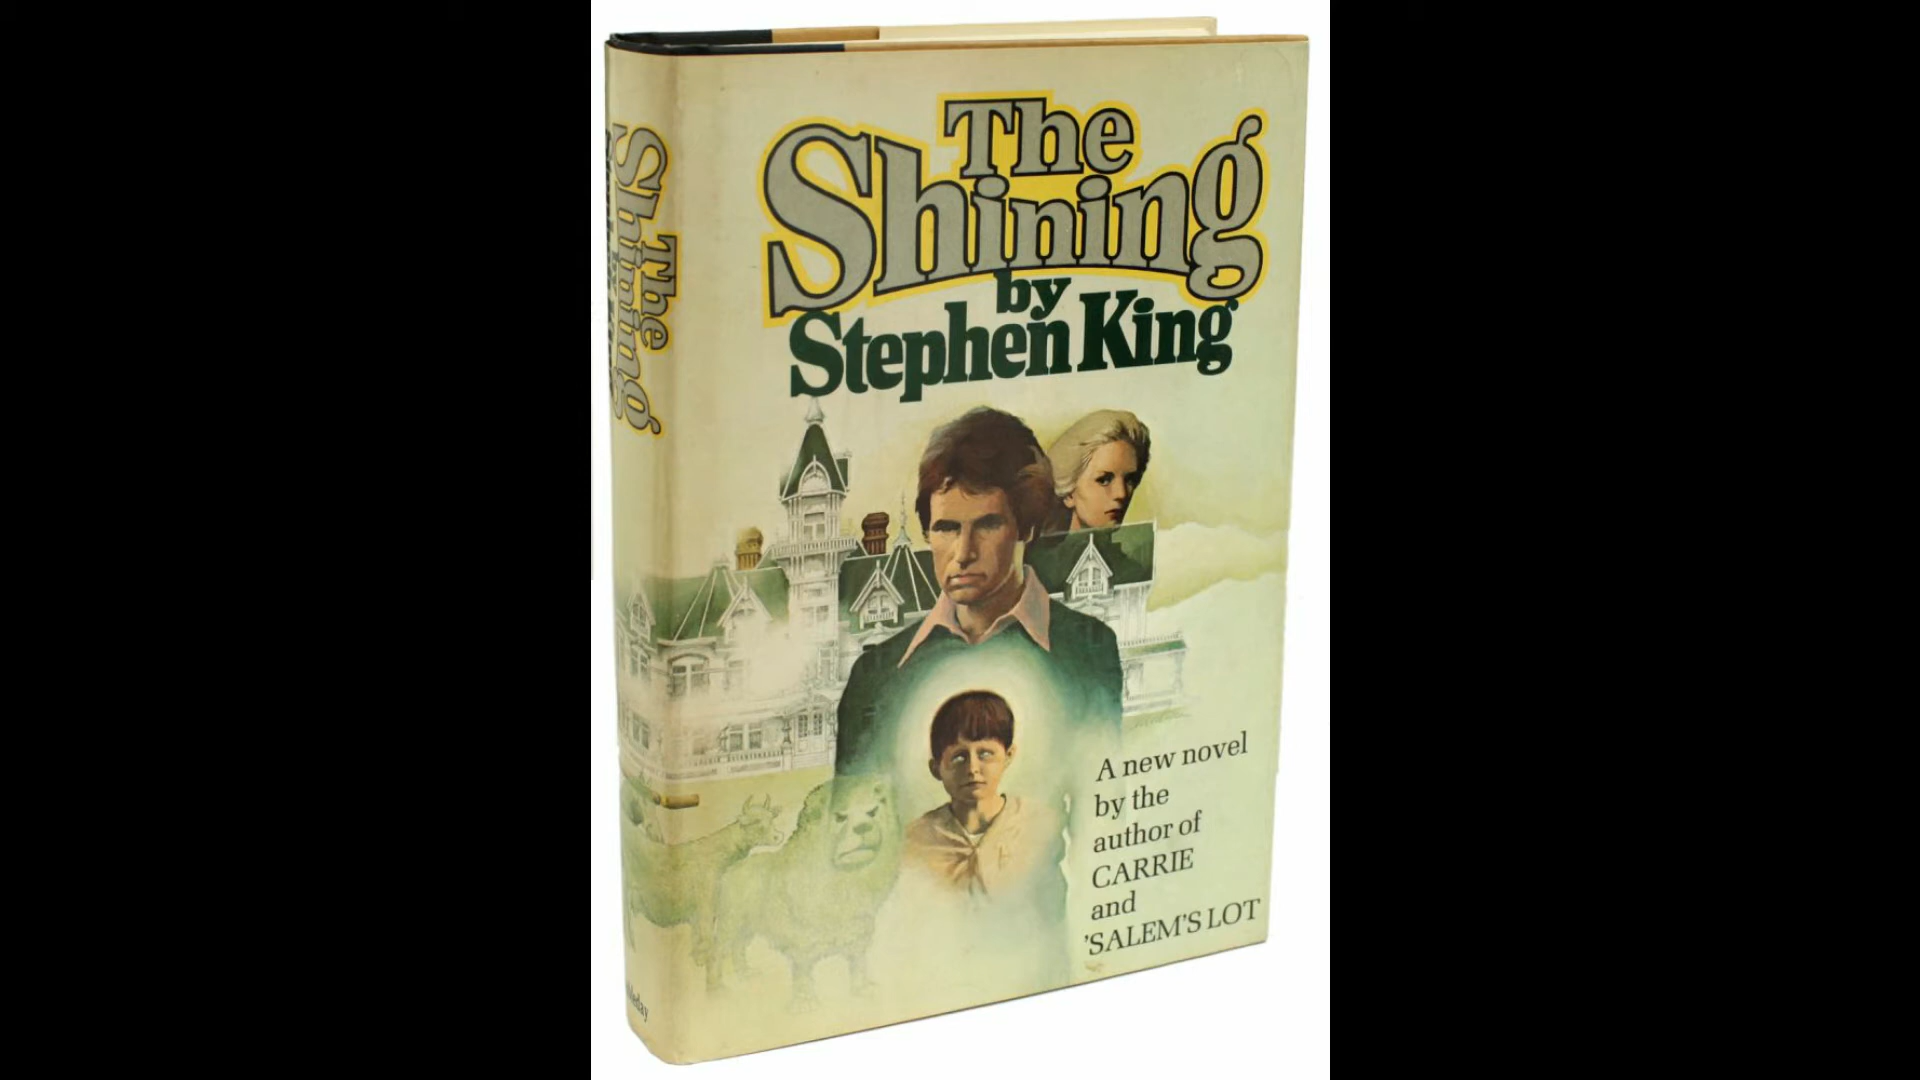 The
Shining
by
Stephen King
A new novel
by the
author of
CARRIE
and
'SALEM'S LOT
The
Shining